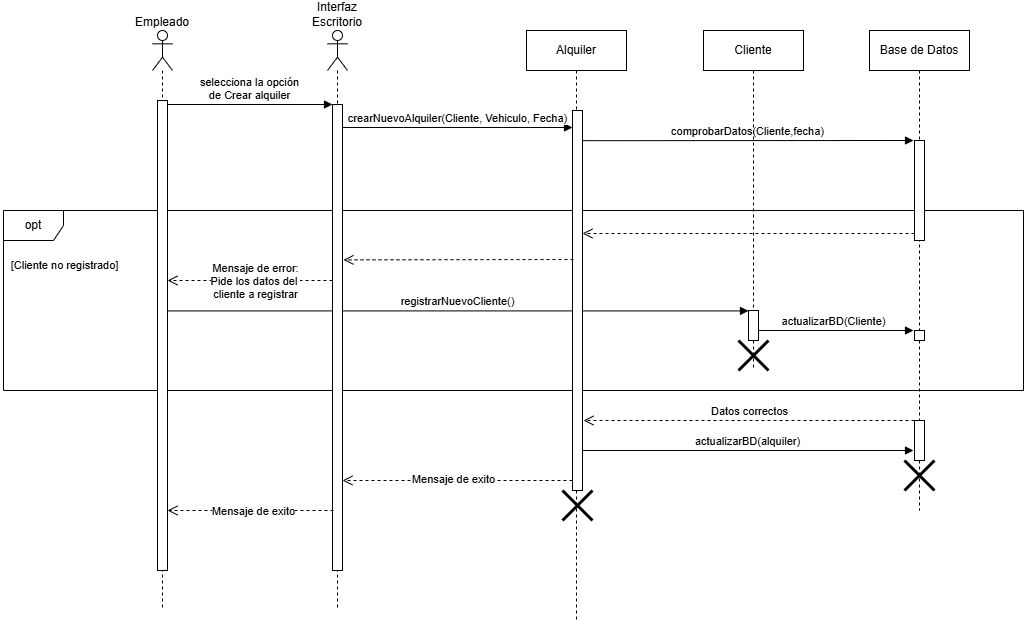 Empleado
Interfaz
Escritorio
Alquiler
Cliente
Base de Datos
selecciona la opción
de Crear alquiler
crearNuevoAlquiler(Cliente, Vehiculo, Fecha)
comprobarDatos(Cliente,fecha)
opt
[Cliente no registrado]
Mensaje de error:
Pide los datos del
cliente a registrar
registrarNuevoCliente()
actualizarBD(Cliente)
Datos correctos
actualizarBD(alquiler)
Mensaje de exito
Mensaje de exito